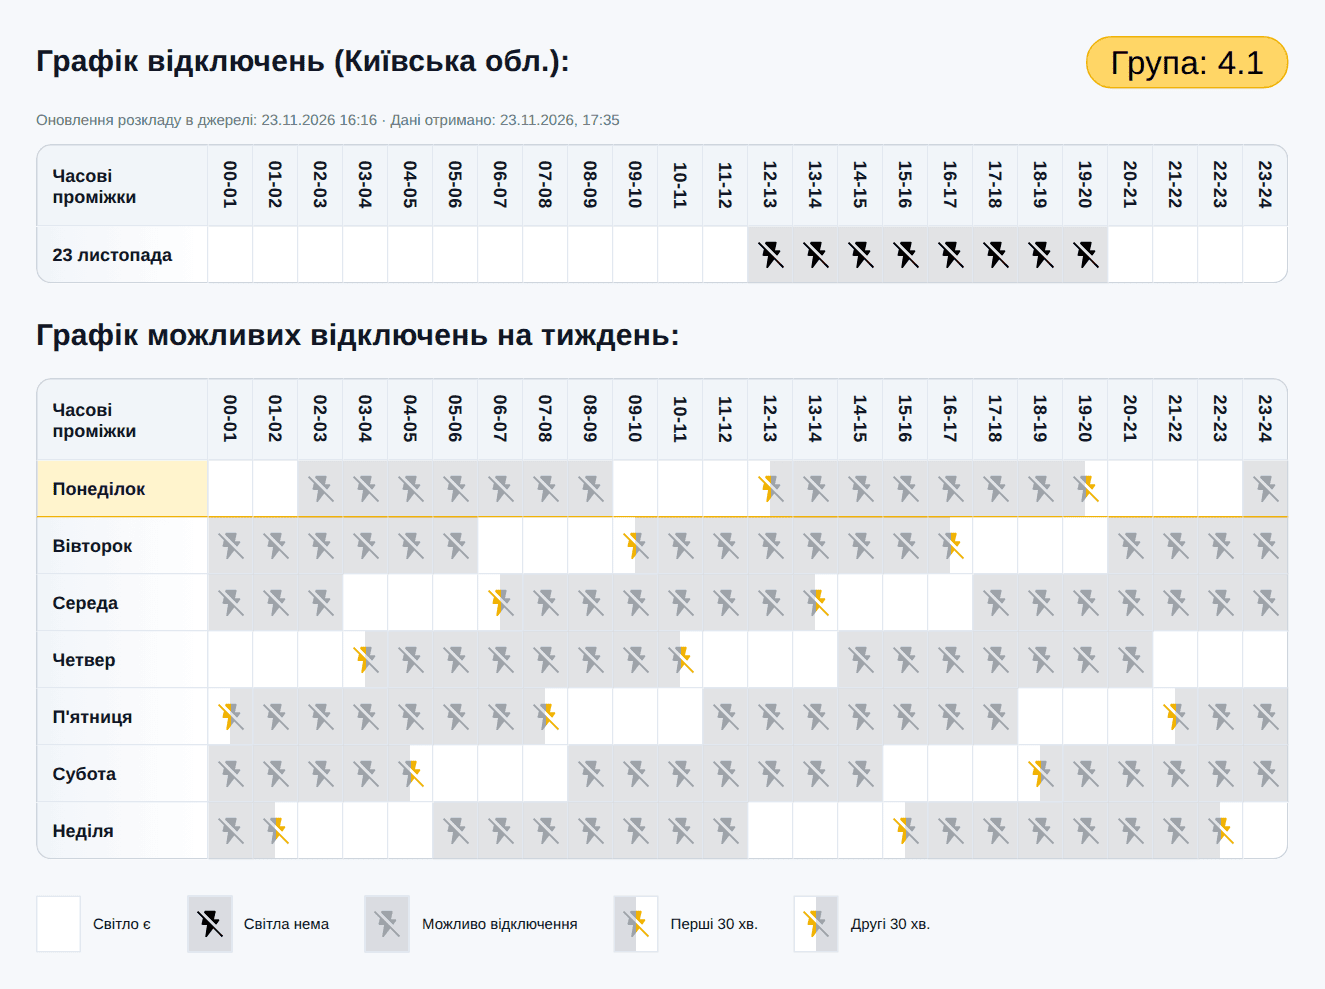 Графік відключень (Київська обл.):
Група: 4.1
Оновлення розкладу в джерелі: 23.11.2026 16:16 · Дані отримано: 23.11.2026, 17:35
Часові проміжки 00-01 01-02 02-03 03-04 04-05 05-06 06-07 07-08 08-09 09-10 10-11 11-12 12-13 13-14 14-15 15-16 16-17 17-18 18-19 19-20 20-21 21-22 22-23 23-24
23 листопада
Графік можливих відключень на тиждень:
Часові проміжки 00-01 01-02 02-03 03-04 04-05 05-06 06-07 07-08 08-09 09-10 10-11 11-12 12-13 13-14 14-15 15-16 16-17 17-18 18-19 19-20 20-21 21-22 22-23 23-24
Понеділок
Вівторок
Середа
Четвер
П'ятниця
Субота
Неділя
Світло є Світла нема Можливо відключення Перші 30 хв. Другі 30 хв.